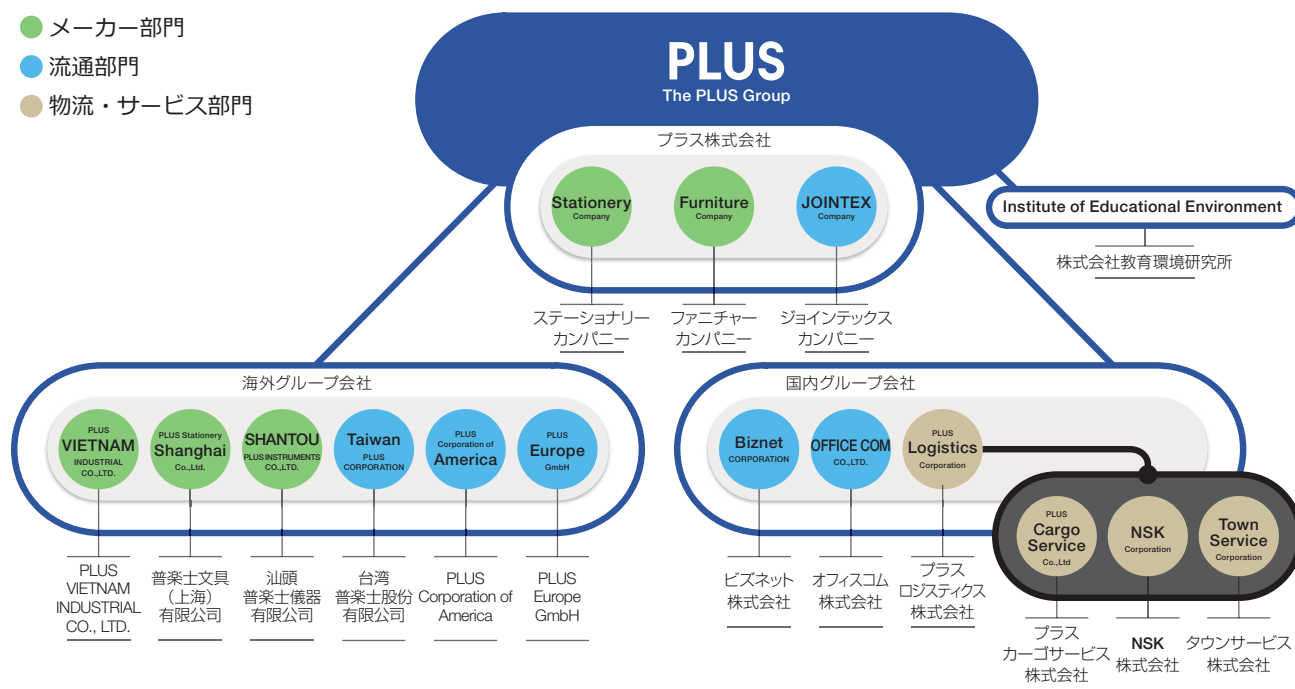 メーカー部門
流通部門
物流・サービス部門
PLUS
The PLUS Group
プラス株式会社
Stationery
Company
Furniture
Company
JOINTEX
Company
Institute of Educational Environment
株式会社教育環境研究所
ステーショナリー
カンパニー
ファニチャー
カンパニー
ジョインテックス
カンパニー
海外グループ会社
PLUS
VIETNAM
INDUSTRIAL
CO.,LTD.
PLUS Stationery
Shanghai
Co.,Ltd.
SHANTOU
PLUS INSTRUMENTS
CO.,LTD.
Taiwan
PLUS
CORPORATION
PLUS
Corporation of
America
PLUS
Europe
GmbH
PLUS
VIETNAM
INDUSTRIAL
CO., LTD.
普楽士文具
（上海）
有限公司
汕頭
普楽士儀器
有限公司
台湾
普楽士股份
有限公司
PLUS
Corporation of
America
PLUS
Europe
GmbH
国内グループ会社
Biznet
CORPORATION
OFFICE COM
CO.,LTD.
PLUS
Logistics
Corporation
PLUS
Cargo
Service
Co.,Ltd
NSK
Corporation
Town
Service
Corporation
ビズネット
株式会社
オフィスコム
株式会社
プラス
ロジスティクス
株式会社
プラス
カーゴサービス
株式会社
NSK
株式会社
タウンサービス
株式会社